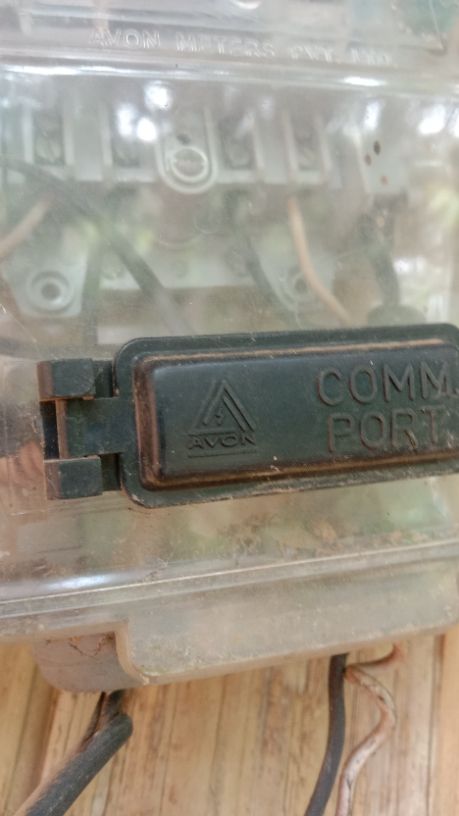 AVON METERS PVT. LTD.
AVON
COMM.
PORT.